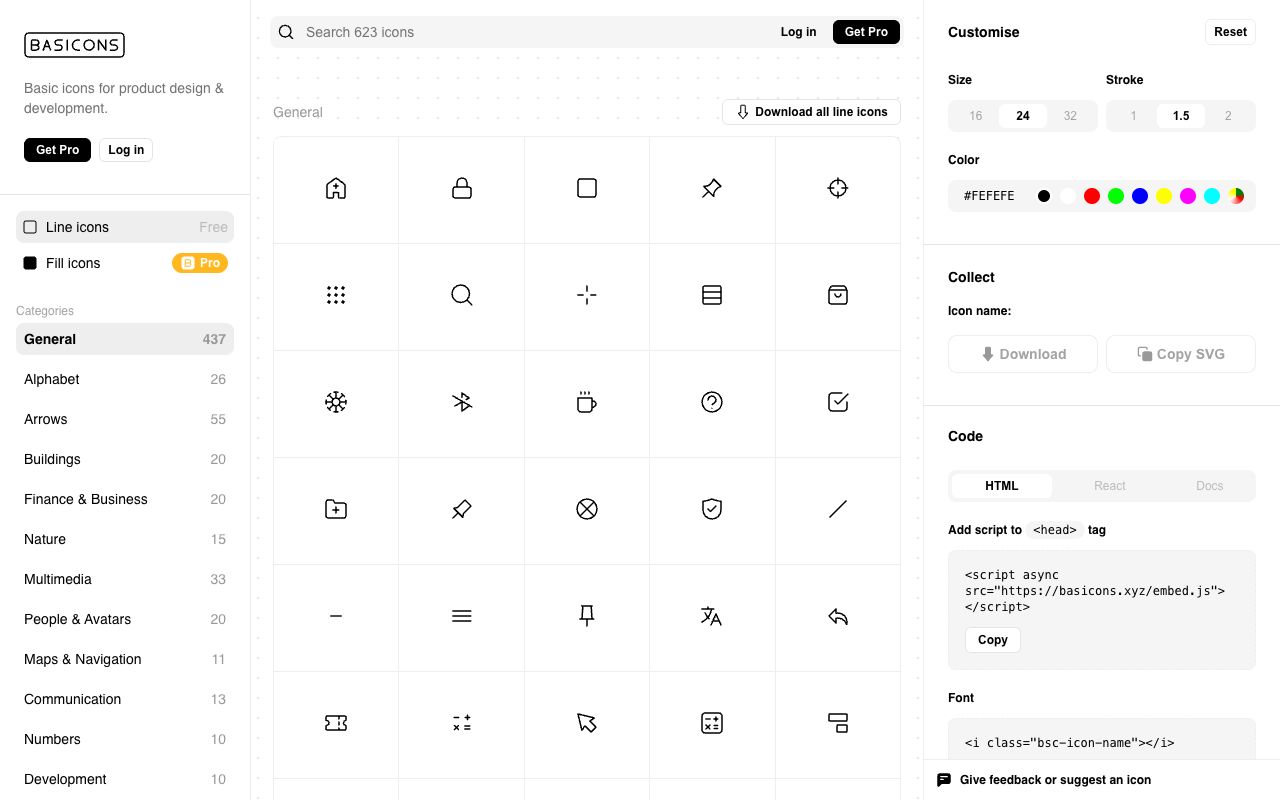 BASICONS
Basic icons for product design &
development.
Get Pro
Log in
Line icons
Free
Fill icons
B Pro
Categories
General
437
Alphabet
26
Arrows
55
Buildings
20
Finance & Business
20
Nature
15
Multimedia
33
People & Avatars
20
Maps & Navigation
11
Communication
13
Numbers
10
Development
10
Search 623 icons
Log in
Get Pro
General
Download all line icons
Customise
Reset
Size
Stroke
16
24
32
1
1.5
2
Color
#FEFEFE
Collect
Icon name:
Download
Copy SVG
Code
HTML
React
Docs
Add script to <head> tag
<script async
src="https://basicons.xyz/embed.js">
</script>
Copy
Font
<i class="bsc-icon-name"></i>
Give feedback or suggest an icon